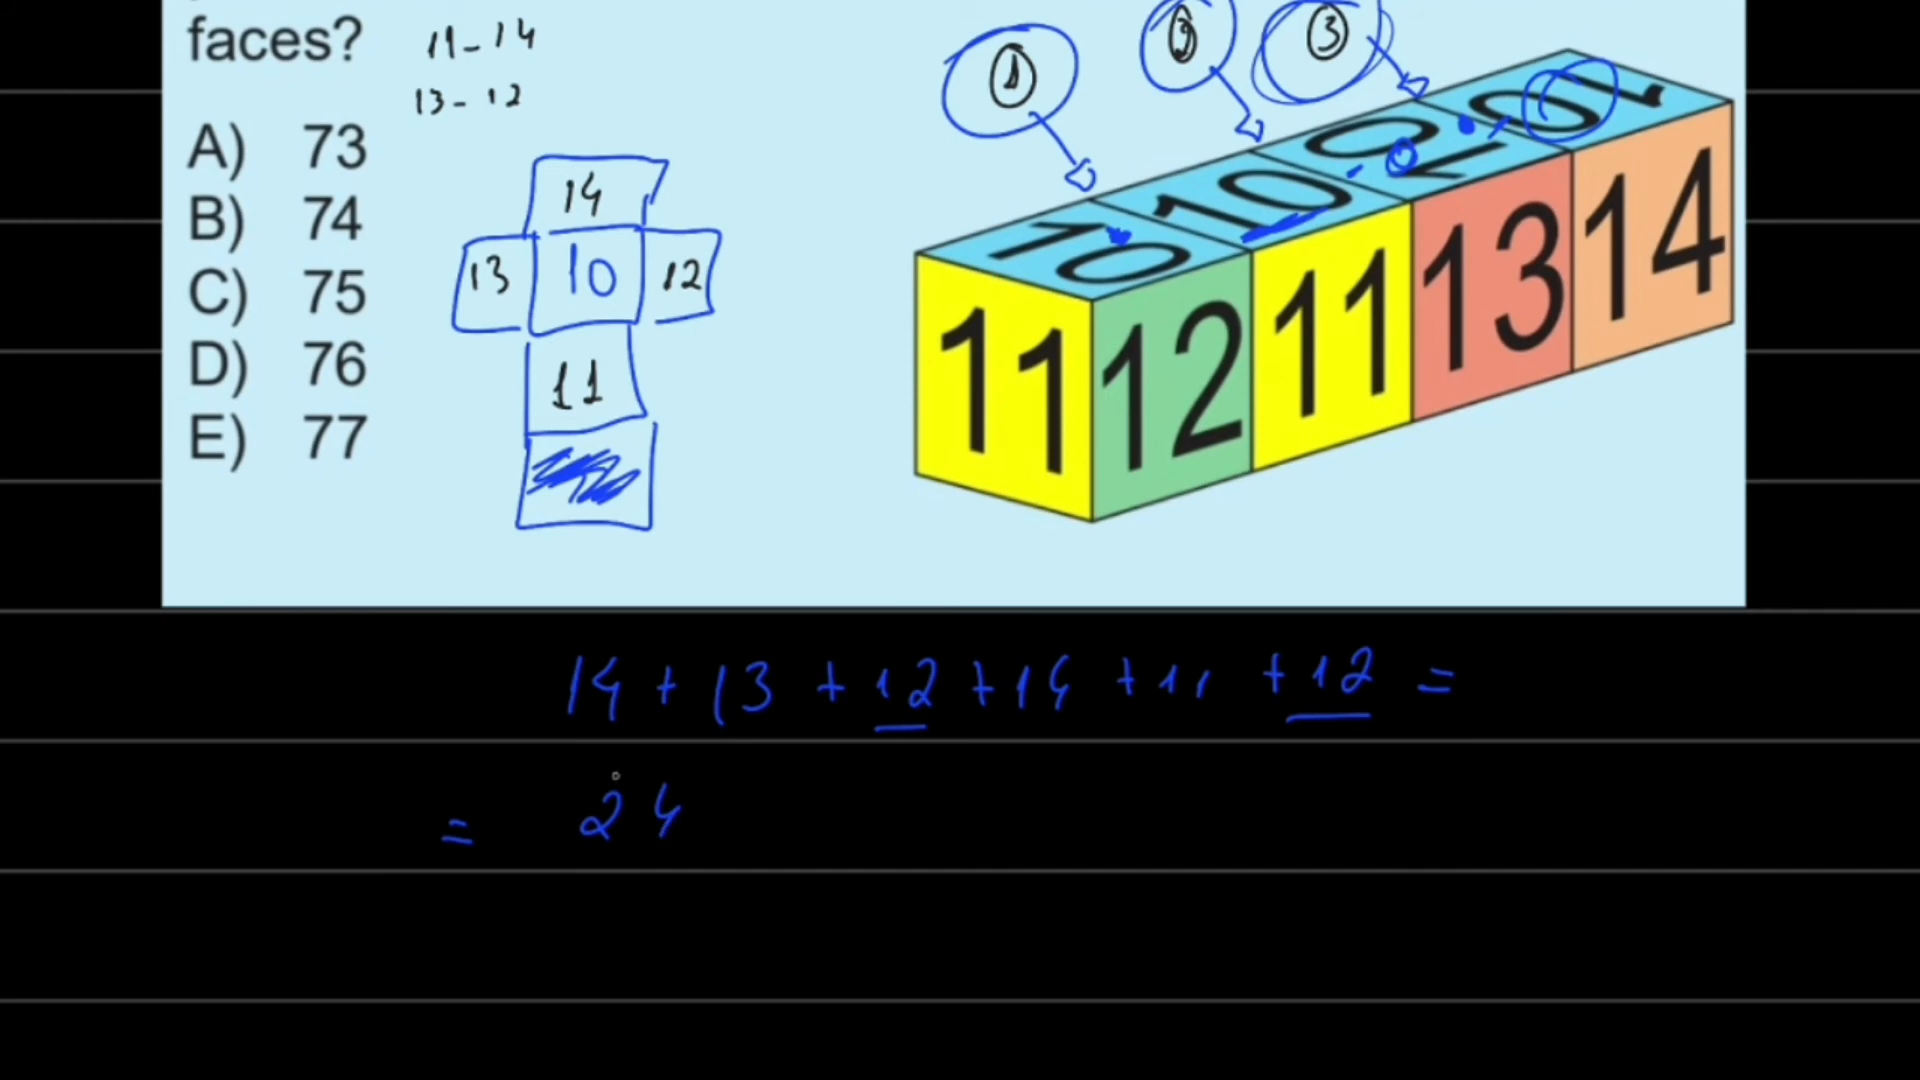 faces?
11-14
13-12
A) 73
B) 74
C) 75
D) 76
E) 77
14
13 10 12
11
1 2 3
10 10 10 10
11 12 11 13 14
14 + 13 + 12 + 14 + 11 + 12 =
= 24